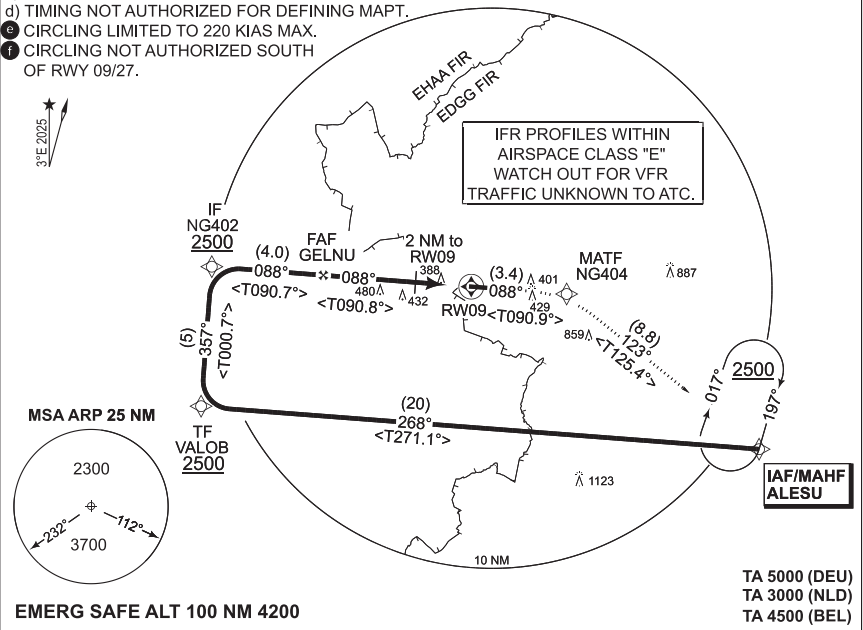 d) TIMING NOT AUTHORIZED FOR DEFINING MAPT.
e CIRCLING LIMITED TO 220 KIAS MAX.
f CIRCLING NOT AUTHORIZED SOUTH
OF RWY 09/27.
3°E 2025
EHAA FIR
EDGG FIR
IFR PROFILES WITHIN
AIRSPACE CLASS "E"
WATCH OUT FOR VFR
TRAFFIC UNKNOWN TO ATC.
IF
NG402
2500
(4.0)
088°
<T090.7°>
FAF
GELNU
088°
<T090.8°>
2 NM to
RW09
388
480
432
RW09
(3.4)
088°
<T090.9°>
401
429
MATF
NG404
887
859
(8.8)
123°
<T125.4°>
(5)
357°
<T000.7°>
TF
VALOB
2500
(20)
268°
<T271.1°>
017°
2500
197°
IAF/MAHF
ALESU
1123
10 NM
MSA ARP 25 NM
2300
232°
112°
3700
EMERG SAFE ALT 100 NM 4200
TA 5000 (DEU)
TA 3000 (NLD)
TA 4500 (BEL)